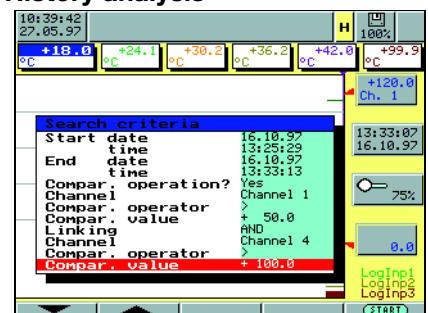 History analysis
10:39:42
27.05.97
H
100%
+18.0 +24.1 +30.2 +36.2 +42.0 +99.9
°C °C °C °C °C °C
+120.0
Ch. 1
Search criteria
Start date 16.10.97
time 13:25:29
End date 16.10.97
time 13:33:13
Compar. operation? Yes
Channel Channel 1
Compar. operator >
Compar. value + 50.0
Linking AND
Channel Channel 4
Compar. operator >
Compar. value + 100.0
13:33:07
16.10.97
75%
0.0
LogInp1
LogInp2
LogInp3
START